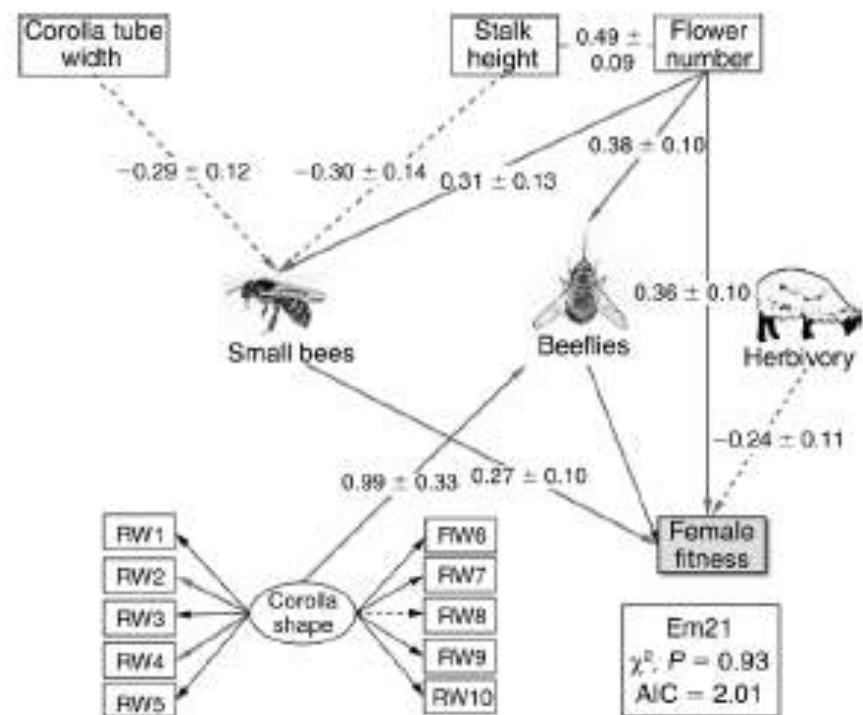 Corolla tube
width
Stalk
height
0.49 ±
0.09
Flower
number
0.38 ± 0.10
−0.29 ± 0.12
−0.30 ± 0.14
0.31 ± 0.13
0.36 ± 0.10
Small bees
Beeflies
Herbivory
−0.24 ± 0.11
0.99 ± 0.33
0.27 ± 0.10
RW1
RW2
RW3
RW4
RW5
Corolla
shape
RW6
RW7
RW8
RW9
RW10
Female
fitness
Em21
χ², P = 0.93
AIC = 2.01